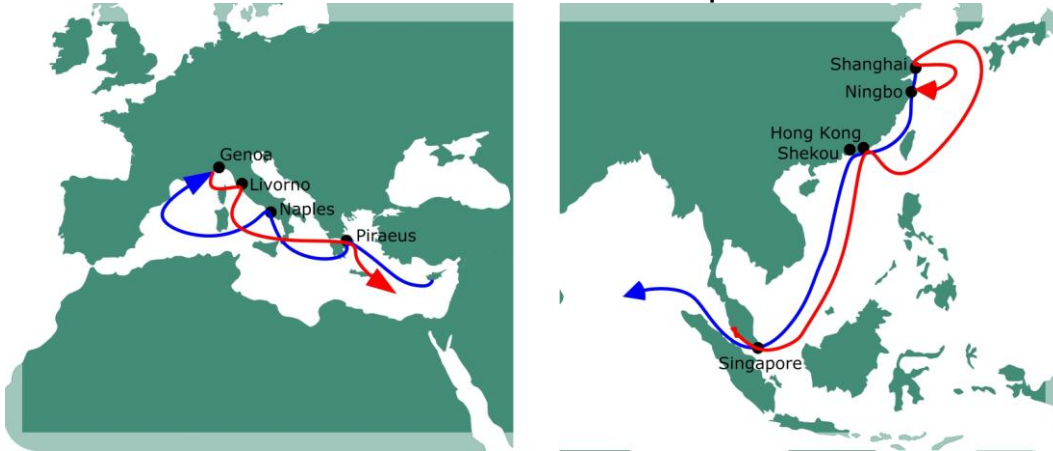 Genoa
Livorno
Naples
Piraeus
Shanghai
Ningbo
Hong Kong
Shekou
Singapore